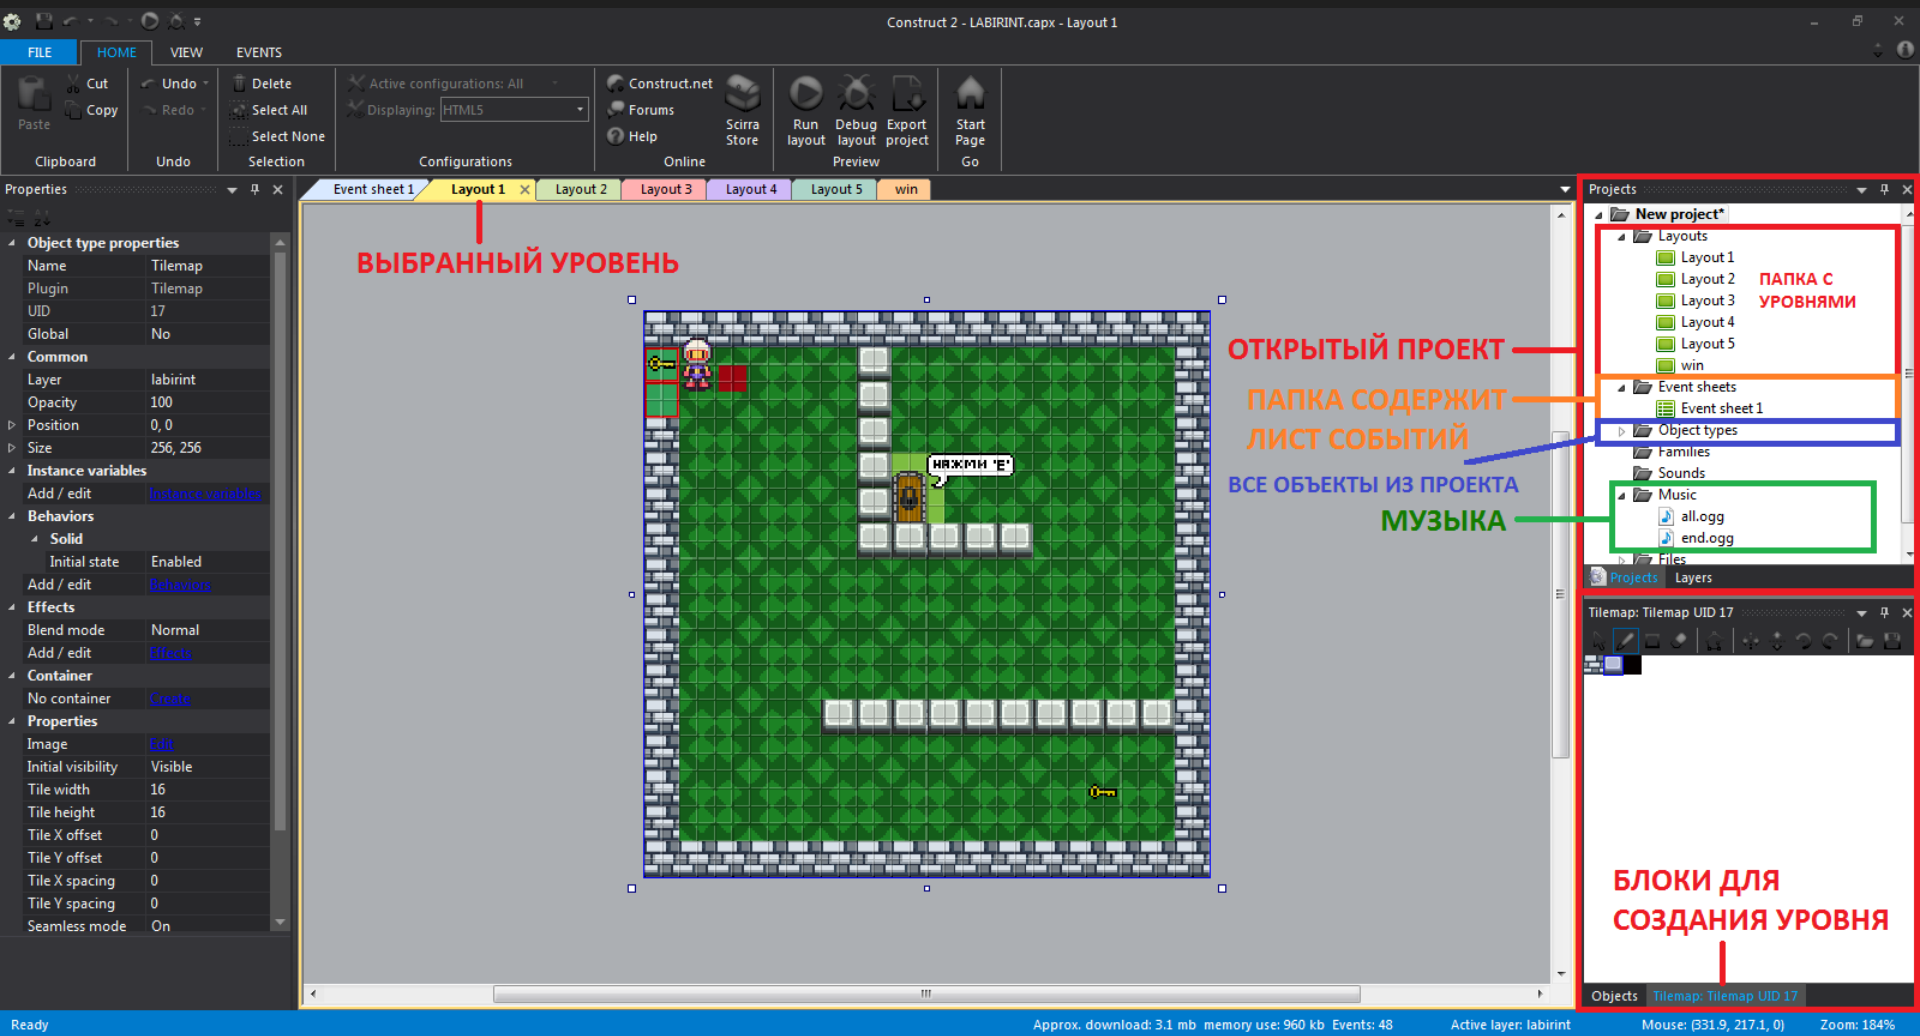 Construct 2 - LABIRINT.capx - Layout 1
FILE HOME VIEW EVENTS
Paste
Cut
Copy
Clipboard
Undo
Redo
Undo
Delete
Select All
Select None
Selection
Active configurations: All
Displaying: HTML5
Configurations
Construct.net
Forums
Help
Scirra
Store
Online
Run
layout
Debug
layout
Export
project
Preview
Start
Page
Go
Properties
Object type properties
Name Tilemap
Plugin Tilemap
UID 17
Global No
Common
Layer labirint
Opacity 100
Position 0, 0
Size 256, 256
Instance variables
Add / edit Instance variables
Behaviors
Solid
Initial state Enabled
Add / edit Behaviors
Effects
Blend mode Normal
Add / edit Effects
Container
No container Create
Properties
Image Edit
Initial visibility Visible
Tile width 16
Tile height 16
Tile X offset 0
Tile Y offset 0
Tile X spacing 0
Tile Y spacing 0
Seamless mode On
Event sheet 1 Layout 1 Layout 2 Layout 3 Layout 4 Layout 5 win
ВЫБРАННЫЙ УРОВЕНЬ
НАЖМИ 'E'
ОТКРЫТЫЙ ПРОЕКТ
ПАПКА СОДЕРЖИТ
ЛИСТ СОБЫТИЙ
ВСЕ ОБЪЕКТЫ ИЗ ПРОЕКТА
МУЗЫКА
Projects
New project*
Layouts
Layout 1
Layout 2
Layout 3
Layout 4
Layout 5
win
ПАПКА С
УРОВНЯМИ
Event sheets
Event sheet 1
Object types
Families
Sounds
Music
all.ogg
end.ogg
Files
Projects Layers
Tilemap: Tilemap UID 17
БЛОКИ ДЛЯ
СОЗДАНИЯ УРОВНЯ
Objects Tilemap: Tilemap UID 17
Ready
Approx. download: 3.1 mb memory use: 960 kb Events: 48
Active layer: labirint
Mouse: (331.9, 217.1, 0)
Zoom: 184%